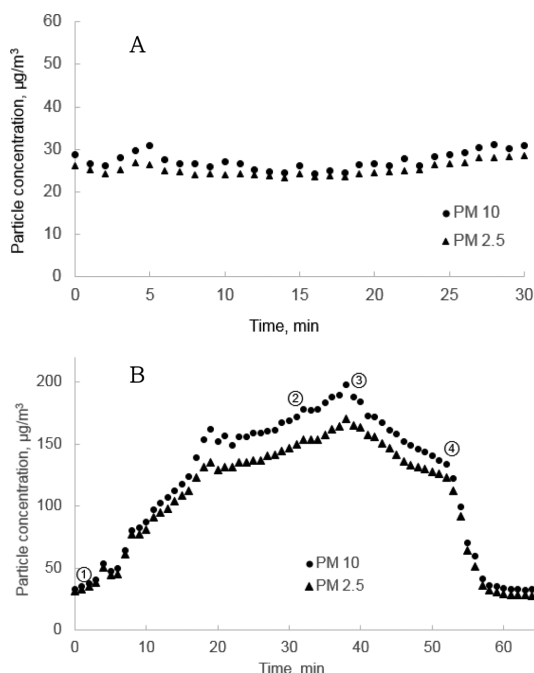 A
Particle concentration, µg/m³
60
50
40
30
20
10
0
PM 10
PM 2.5
0 5 10 15 20 25 30
Time, min
B
Particle concentration, µg/m³
200
150
100
50
0
① ② ③ ④
PM 10
PM 2.5
0 10 20 30 40 50 60
Time, min